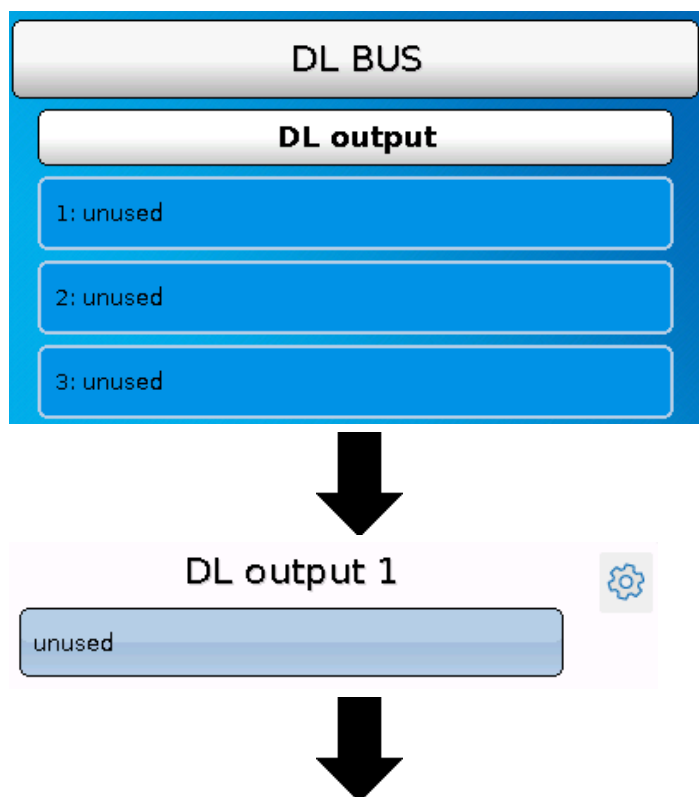 DL BUS
DL output
1: unused
2: unused
3: unused
DL output 1
unused